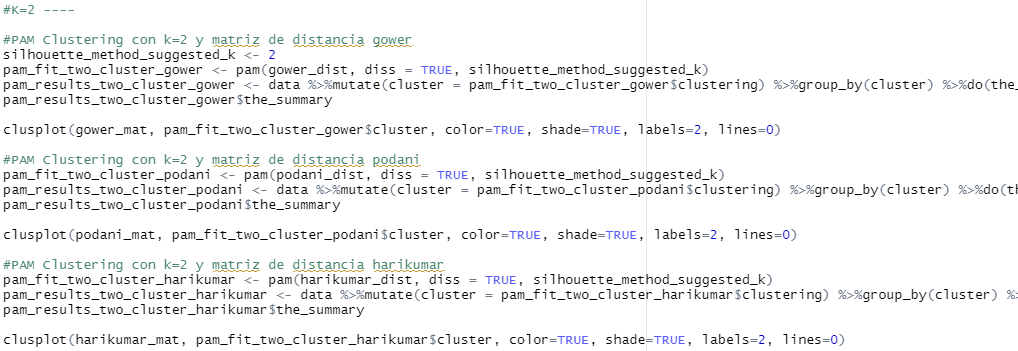 #K=2 ----
#PAM Clustering con k=2 y matriz de distancia gower
silhouette_method_suggested_k <- 2
pam_fit_two_cluster_gower <- pam(gower_dist, diss = TRUE, silhouette_method_suggested_k)
pam_results_two_cluster_gower <- data %>%mutate(cluster = pam_fit_two_cluster_gower$clustering) %>%group_by(cluster) %>%do(the_
pam_results_two_cluster_gower$the_summary
clusplot(gower_mat, pam_fit_two_cluster_gower$cluster, color=TRUE, shade=TRUE, labels=2, lines=0)
#PAM Clustering con k=2 y matriz de distancia podani
pam_fit_two_cluster_podani <- pam(podani_dist, diss = TRUE, silhouette_method_suggested_k)
pam_results_two_cluster_podani <- data %>%mutate(cluster = pam_fit_two_cluster_podani$clustering) %>%group_by(cluster) %>%do(th
pam_results_two_cluster_podani$the_summary
clusplot(podani_mat, pam_fit_two_cluster_podani$cluster, color=TRUE, shade=TRUE, labels=2, lines=0)
#PAM Clustering con k=2 y matriz de distancia harikumar
pam_fit_two_cluster_harikumar <- pam(harikumar_dist, diss = TRUE, silhouette_method_suggested_k)
pam_results_two_cluster_harikumar <- data %>%mutate(cluster = pam_fit_two_cluster_harikumar$clustering) %>%group_by(cluster) %>
pam_results_two_cluster_harikumar$the_summary
clusplot(harikumar_mat, pam_fit_two_cluster_harikumar$cluster, color=TRUE, shade=TRUE, labels=2, lines=0)